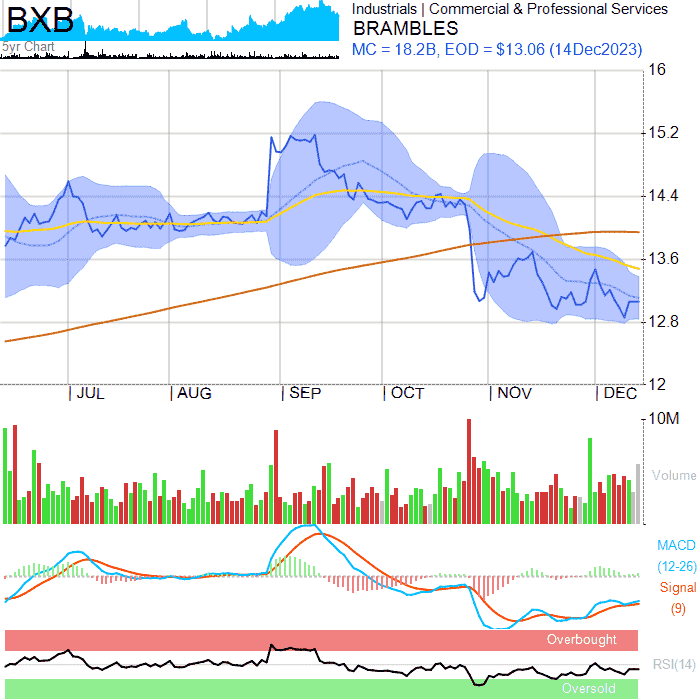 BXB
5yr Chart
Industrials | Commercial & Professional Services
BRAMBLES
MC = 18.2B, EOD = $13.06 (14Dec2023)
16
15.2
14.4
13.6
12.8
12
| JUL | AUG | SEP | OCT | NOV | DEC
10M
Volume
MACD
(12-26)
Signal
(9)
Overbought
RSI(14)
Oversold